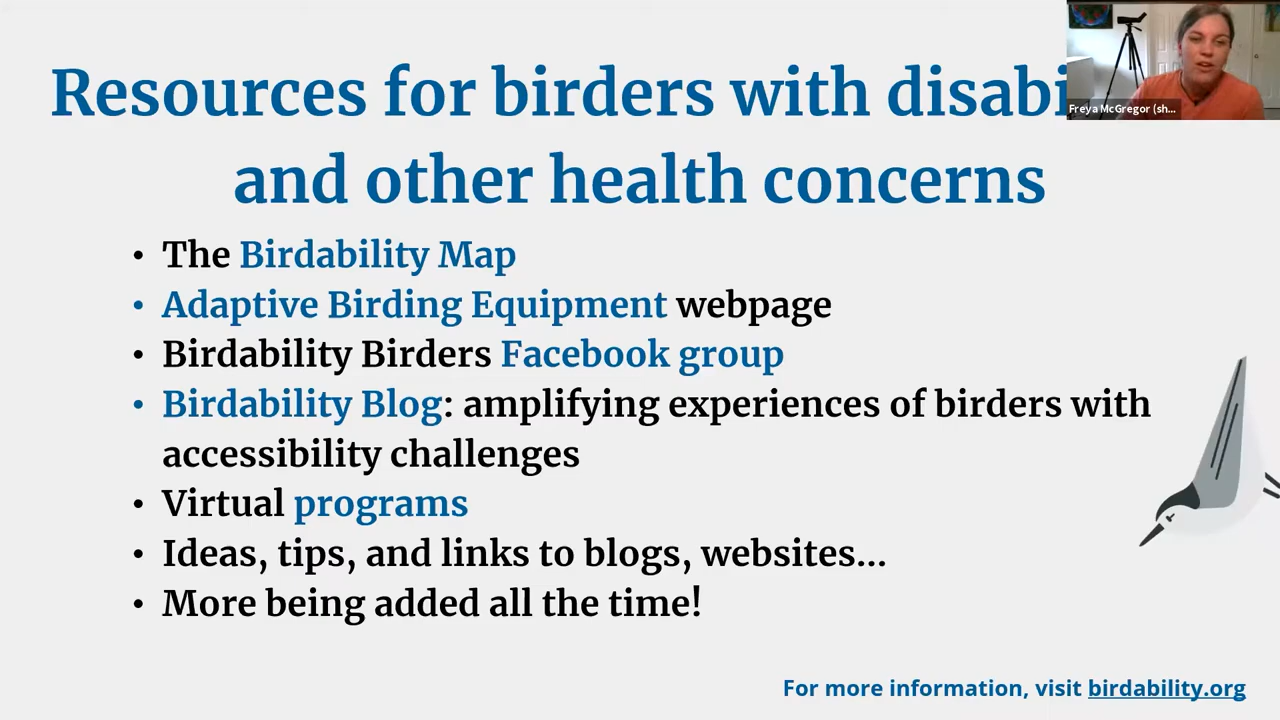 Resources for birders with disabi
and other health concerns
• The Birdability Map
• Adaptive Birding Equipment webpage
• Birdability Birders Facebook group
• Birdability Blog: amplifying experiences of birders with
accessibility challenges
• Virtual programs
• Ideas, tips, and links to blogs, websites...
• More being added all the time!
For more information, visit birdability.org
Freya McGregor (sh...